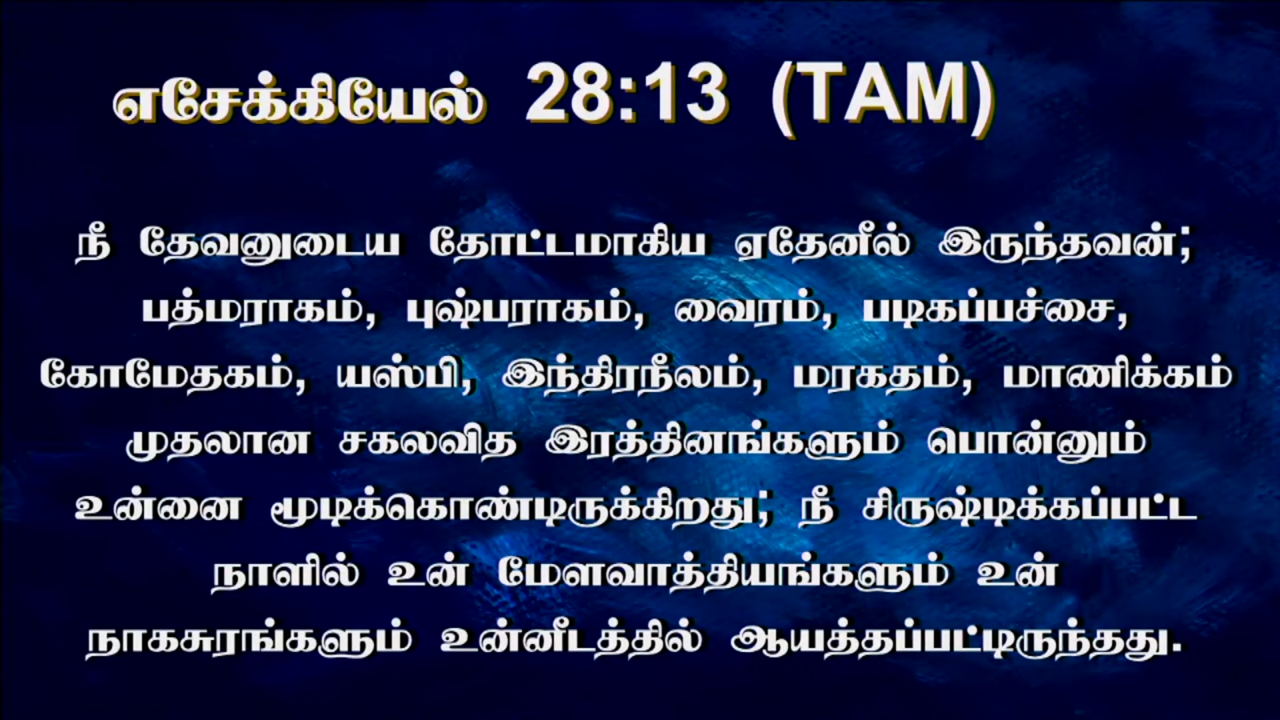 எசேக்கியேல் 28:13 (TAM)
நீ தேவனுடைய தோட்டமாகிய ஏதேனீல் இருந்தவன்;
பத்மராகம், புஷ்பராகம், வைரம், படிகப்பச்சை,
கோமேதகம், யஸ்பி, இந்திரநீலம், மரகதம், மாணிக்கம்
முதலான சகலவித இரத்தினங்களும் பொன்னும்
உன்னை மூடிக்கொண்டிருக்கிறது; நீ சிருஷ்டிக்கப்பட்ட
நாளில் உன் மேளவாத்தியங்களும் உன்
நாகசுரங்களும் உன்னீடத்தில் ஆயத்தப்பட்டிருந்தது.